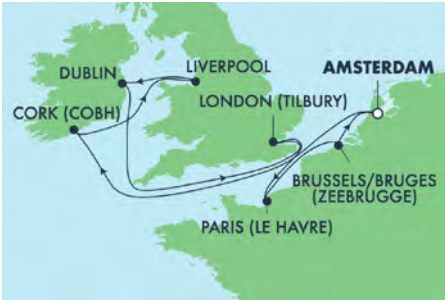 DUBLIN
LIVERPOOL
AMSTERDAM
CORK (COBH)
LONDON (TILBURY)
BRUSSELS/BRUGES
(ZEEBRUGGE)
PARIS (LE HAVRE)